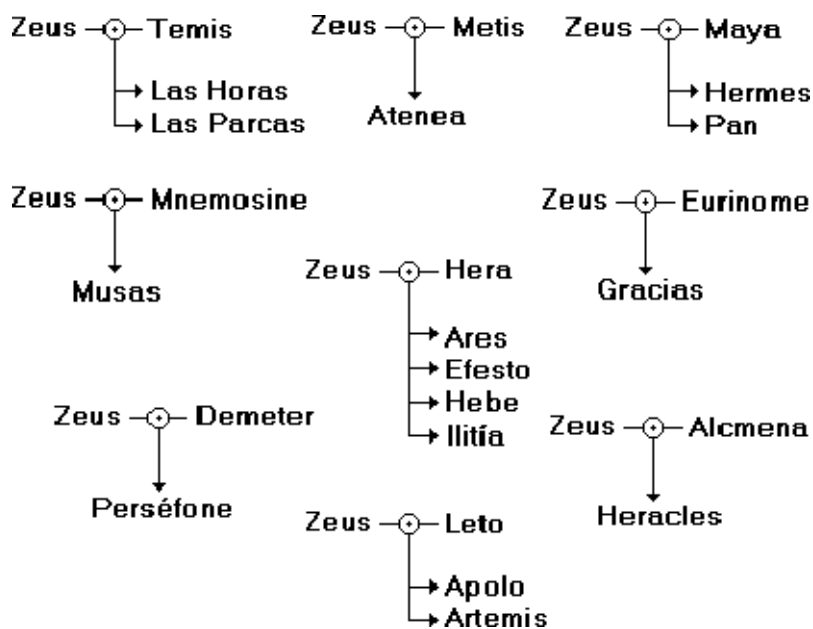 Zeus Temis
Las Horas
Las Parcas
Zeus Metis
Atenea
Zeus Maya
Hermes
Pan
Zeus Mnemosine
Musas
Zeus Eurinome
Gracias
Zeus Hera
Ares
Efesto
Hebe
Ilitía
Zeus Demeter
Perséfone
Zeus Alcmena
Heracles
Zeus Leto
Apolo
Artemis